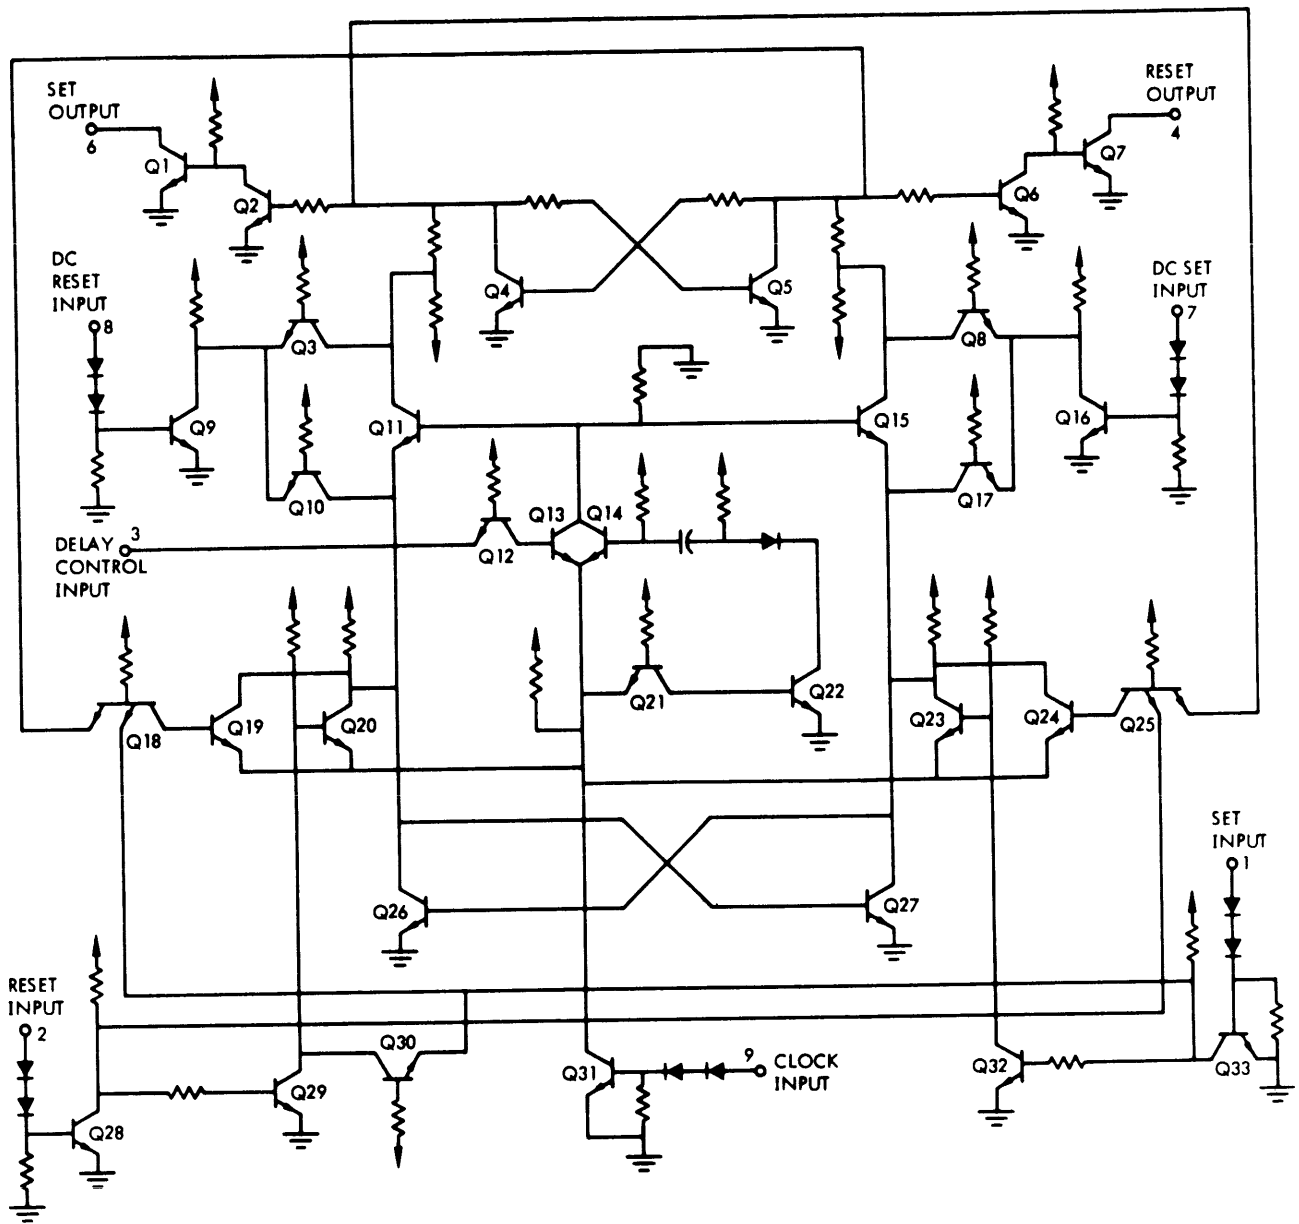 SET
OUTPUT
6
Q1
Q2
RESET
OUTPUT
4
Q7
Q6
DC
RESET
INPUT
8
Q3
Q4
Q5
Q8
DC SET
INPUT
7
Q9
Q10
Q11
Q15
Q16
Q17
DELAY
CONTROL
INPUT
3
Q12
Q13
Q14
Q18
Q19
Q20
Q21
Q22
Q23
Q24
Q25
SET
INPUT
1
Q26
Q27
RESET
INPUT
2
Q28
Q29
Q30
Q31
9
CLOCK
INPUT
Q32
Q33